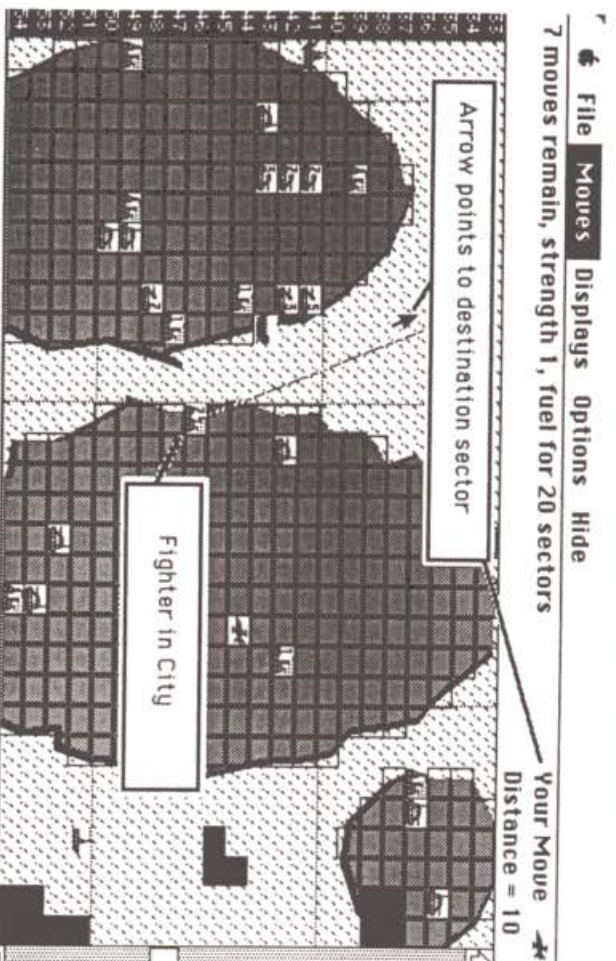 File Moves Displays Options Hide
7 moves remain, strength 1, fuel for 20 sectors
Your Move
Distance = 10
Arrow points to destination sector
Fighter in City